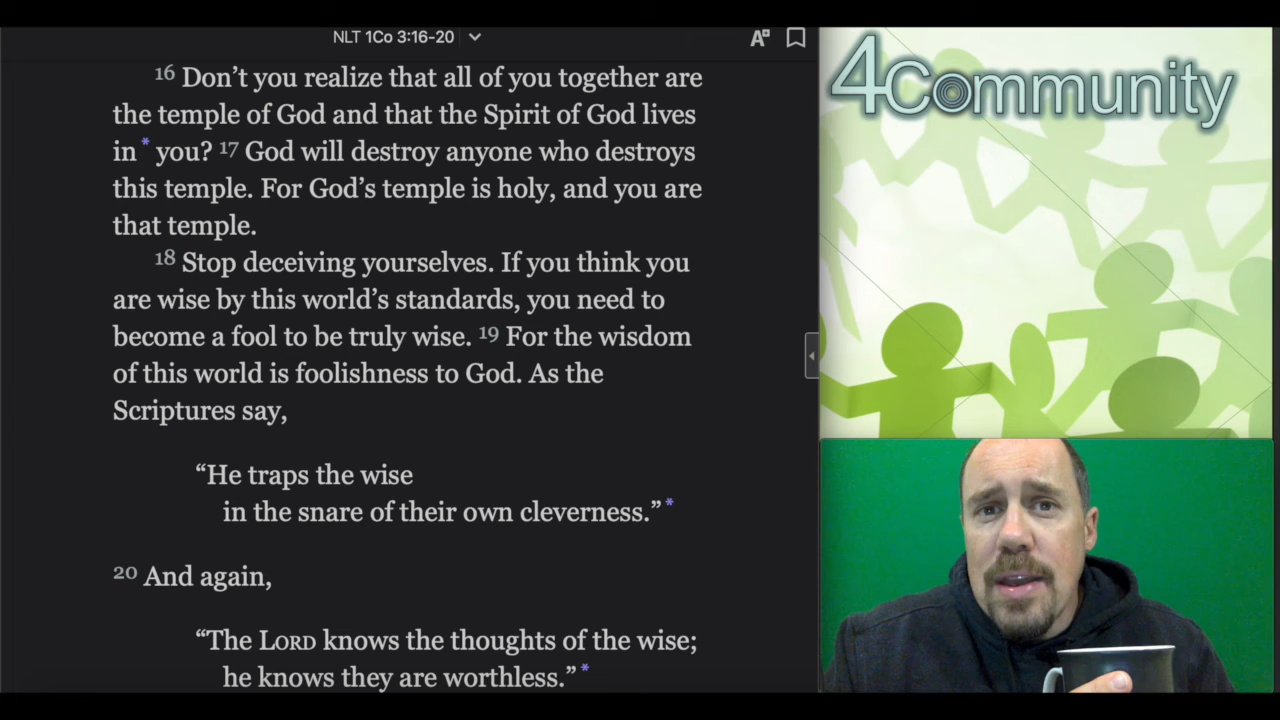 NLT 1Co 3:16-20
A
16 Don’t you realize that all of you together are
the temple of God and that the Spirit of God lives
in * you? 17 God will destroy anyone who destroys
this temple. For God’s temple is holy, and you are
that temple.
18 Stop deceiving yourselves. If you think you
are wise by this world’s standards, you need to
become a fool to be truly wise. 19 For the wisdom
of this world is foolishness to God. As the
Scriptures say,
“He traps the wise
in the snare of their own cleverness.” *
20 And again,
“The LORD knows the thoughts of the wise;
he knows they are worthless.” *
4Community